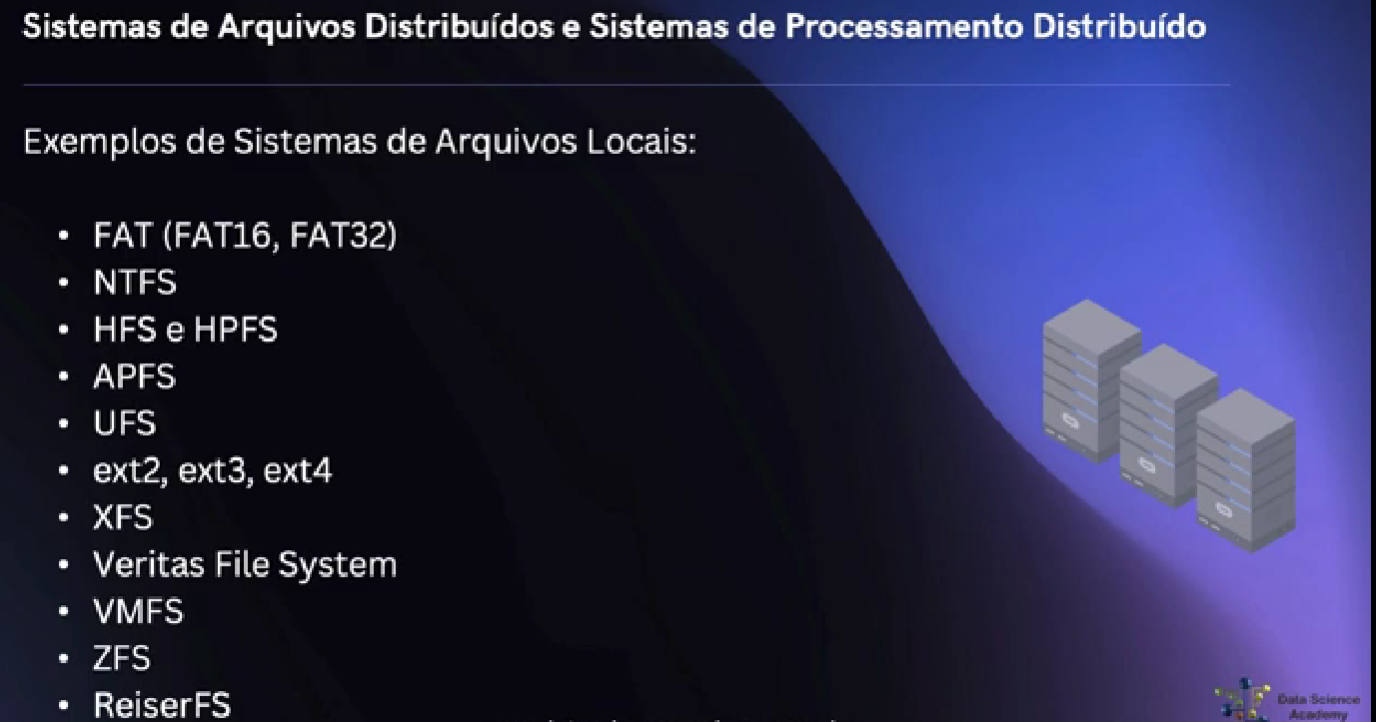 Sistemas de Arquivos Distribuídos e Sistemas de Processamento Distribuído
Exemplos de Sistemas de Arquivos Locais:
• FAT (FAT16, FAT32)
• NTFS
• HFS e HPFS
• APFS
• UFS
• ext2, ext3, ext4
• XFS
• Veritas File System
• VMFS
• ZFS
• ReiserFS
Data Science
Academy